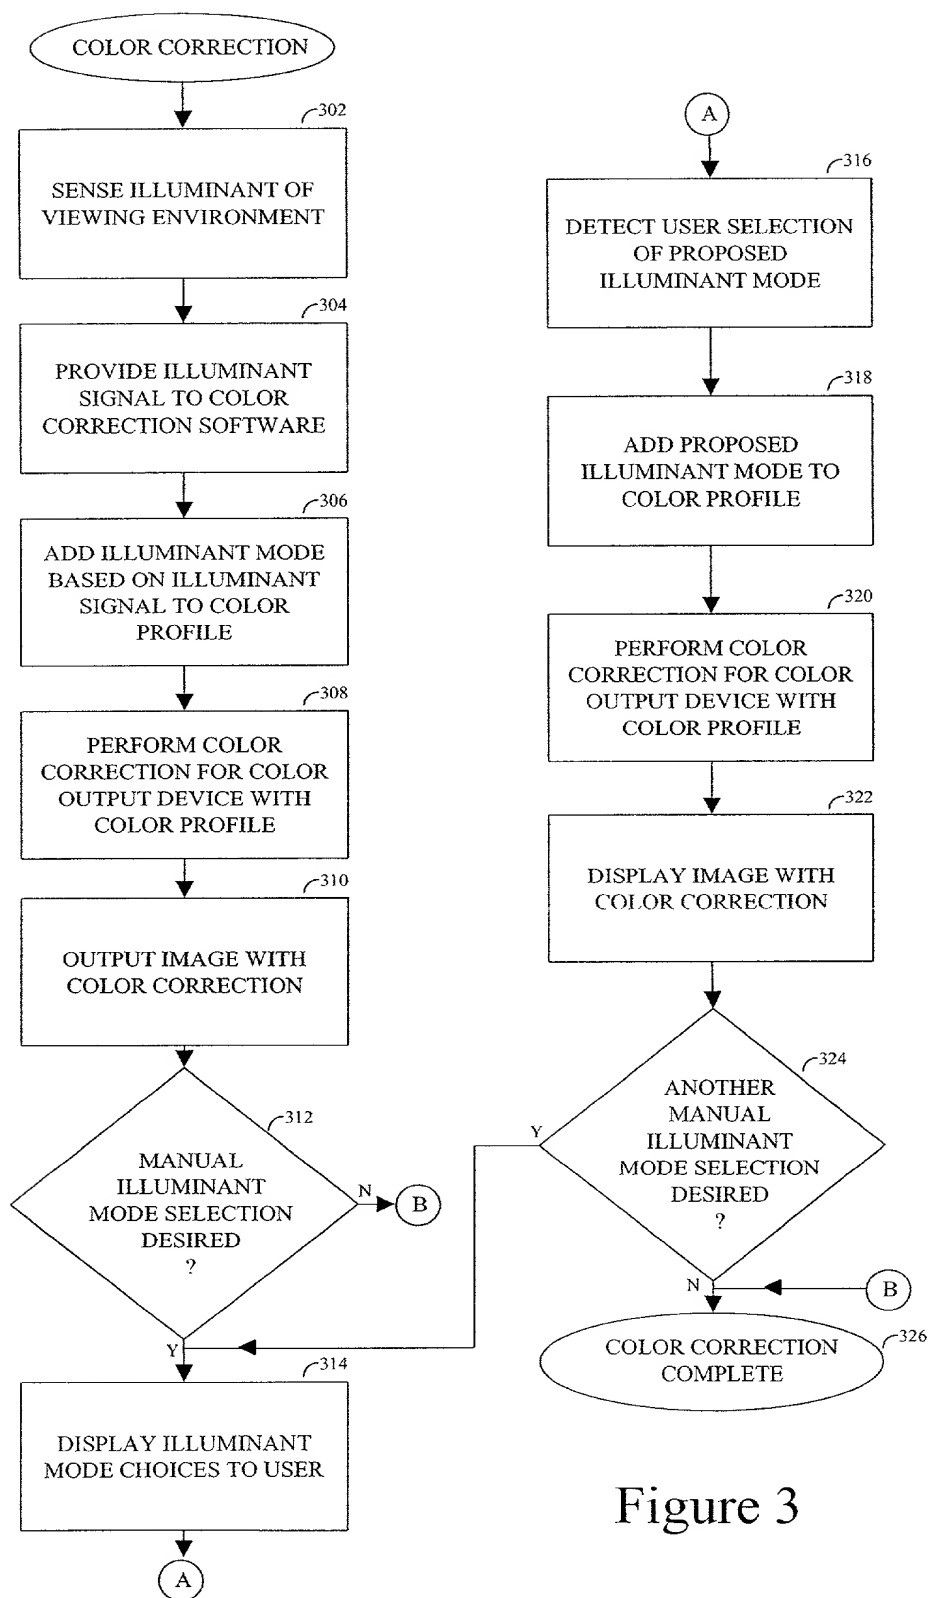 COLOR CORRECTION
302
SENSE ILLUMINANT OF
VIEWING ENVIRONMENT
304
PROVIDE ILLUMINANT
SIGNAL TO COLOR
CORRECTION SOFTWARE
306
ADD ILLUMINANT MODE
BASED ON ILLUMINANT
SIGNAL TO COLOR
PROFILE
308
PERFORM COLOR
CORRECTION FOR COLOR
OUTPUT DEVICE WITH
COLOR PROFILE
310
OUTPUT IMAGE WITH
COLOR CORRECTION
312
MANUAL
ILLUMINANT
MODE SELECTION
DESIRED
?
N
B
Y
314
DISPLAY ILLUMINANT
MODE CHOICES TO USER
A
A
316
DETECT USER SELECTION
OF PROPOSED
ILLUMINANT MODE
318
ADD PROPOSED
ILLUMINANT MODE TO
COLOR PROFILE
320
PERFORM COLOR
CORRECTION FOR COLOR
OUTPUT DEVICE WITH
COLOR PROFILE
322
DISPLAY IMAGE WITH
COLOR CORRECTION
324
ANOTHER
MANUAL
ILLUMINANT
MODE SELECTION
DESIRED
?
Y
N
B
326
COLOR CORRECTION
COMPLETE
Figure 3